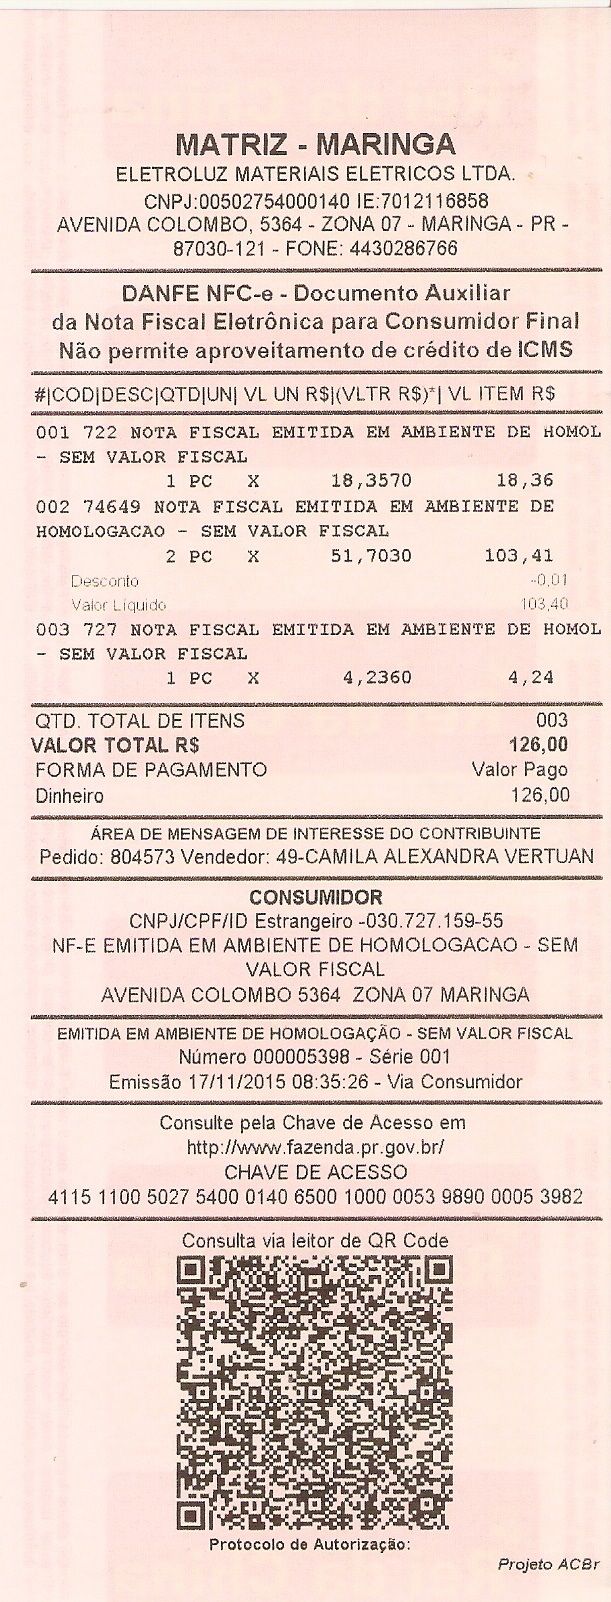 MATRIZ - MARINGA
ELETROLUZ MATERIAIS ELETRICOS LTDA.
CNPJ:00502754000140 IE:7012116858
AVENIDA COLOMBO, 5364 - ZONA 07 - MARINGA - PR -
87030-121 - FONE: 4430286766
DANFE NFC-e - Documento Auxiliar
da Nota Fiscal Eletrônica para Consumidor Final
Não permite aproveitamento de crédito de ICMS
#|COD|DESC|QTD|UN| VL UN R$|(VLTR R$)*| VL ITEM R$
001 722 NOTA FISCAL EMITIDA EM AMBIENTE DE HOMOL
- SEM VALOR FISCAL
1 PC X 18,3570 18,36
002 74649 NOTA FISCAL EMITIDA EM AMBIENTE DE
HOMOLOGACAO - SEM VALOR FISCAL
2 PC X 51,7030 103,41
Desconto -0,01
Valor Líquido 103,40
003 727 NOTA FISCAL EMITIDA EM AMBIENTE DE HOMOL
- SEM VALOR FISCAL
1 PC X 4,2360 4,24
QTD. TOTAL DE ITENS 003
VALOR TOTAL R$ 126,00
FORMA DE PAGAMENTO Valor Pago
Dinheiro 126,00
ÁREA DE MENSAGEM DE INTERESSE DO CONTRIBUINTE
Pedido: 804573 Vendedor: 49-CAMILA ALEXANDRA VERTUAN
CONSUMIDOR
CNPJ/CPF/ID Estrangeiro -030.727.159-55
NF-E EMITIDA EM AMBIENTE DE HOMOLOGACAO - SEM
VALOR FISCAL
AVENIDA COLOMBO 5364 ZONA 07 MARINGA
EMITIDA EM AMBIENTE DE HOMOLOGAÇÃO - SEM VALOR FISCAL
Número 000005398 - Série 001
Emissão 17/11/2015 08:35:26 - Via Consumidor
Consulte pela Chave de Acesso em
http://www.fazenda.pr.gov.br/
CHAVE DE ACESSO
4115 1100 5027 5400 0140 6500 1000 0053 9890 0005 3982
Consulta via leitor de QR Code
Protocolo de Autorização:
Projeto ACBr